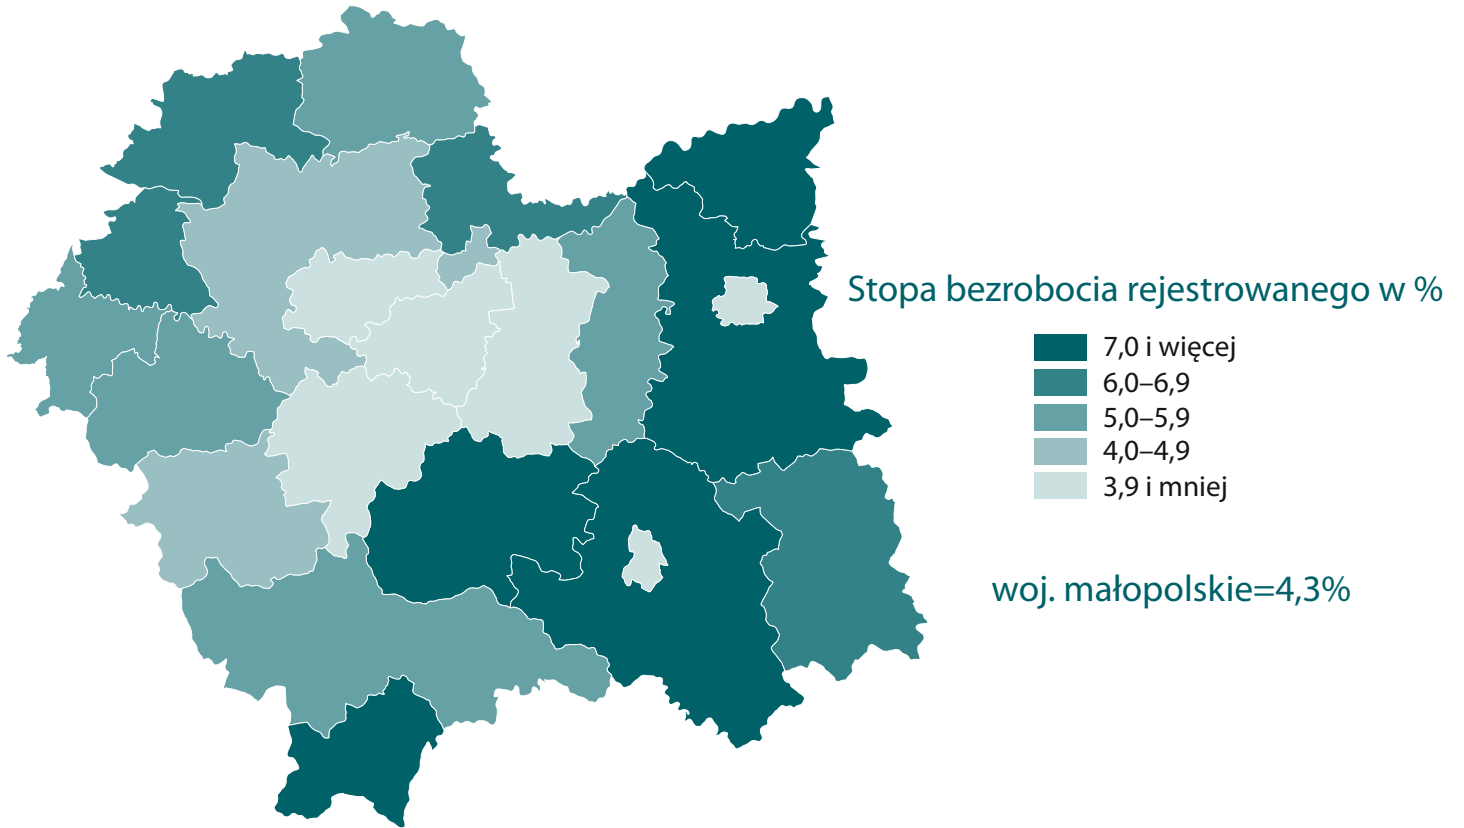 Stopa bezrobocia rejestrowanego w %
7,0 i więcej
6,0–6,9
5,0–5,9
4,0–4,9
3,9 i mniej
woj. małopolskie=4,3%